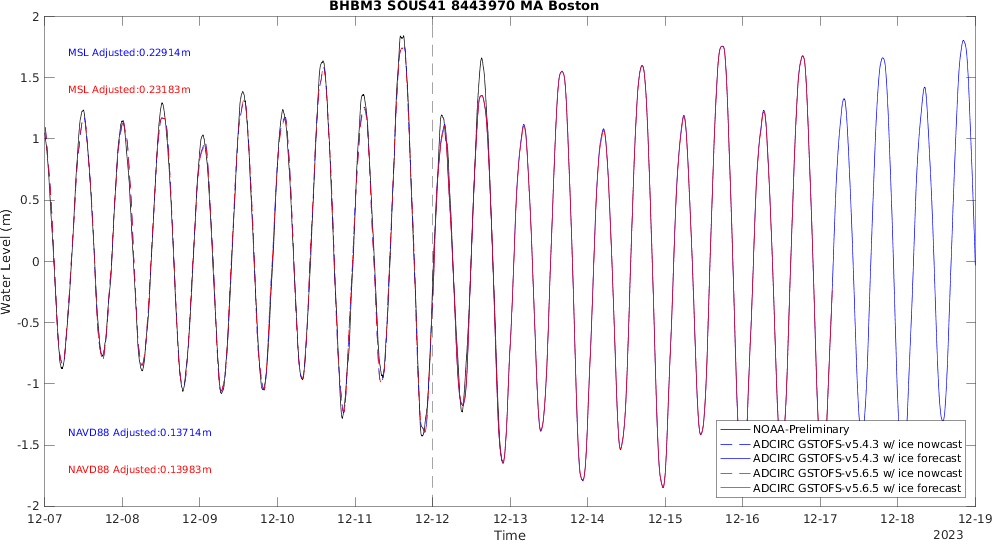 BHBM3 SOUS41 8443970 MA Boston
2
1.5
1
0.5
0
-0.5
-1
-1.5
-2
Water Level (m)
MSL Adjusted:0.22914m
MSL Adjusted:0.23183m
NAVD88 Adjusted:0.13714m
NAVD88 Adjusted:0.13983m
NOAA-Preliminary
ADCIRC GSTOFS-v5.4.3 w/ ice nowcast
ADCIRC GSTOFS-v5.4.3 w/ ice forecast
ADCIRC GSTOFS-v5.6.5 w/ ice nowcast
ADCIRC GSTOFS-v5.6.5 w/ ice forecast
12-07 12-08 12-09 12-10 12-11 12-12 12-13 12-14 12-15 12-16 12-17 12-18 12-19
Time
2023